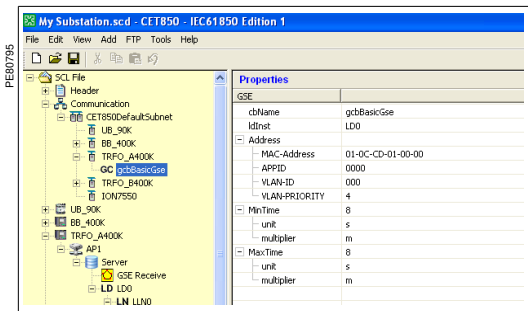 PE80795
My Substation.scd - CET850 - IEC61850 Edition 1
File Edit View Add FTP Tools Help
SCL File
Header
Communication
CET850DefaultSubnet
UB_90K
BB_400K
TRFO_A400K
GC gcbBasicGse
TRFO_B400K
ION7550
UB_90K
BB_400K
TRFO_A400K
AP1
Server
GSE Receive
LD LD0
LN LLN0
Properties
GSE
cbName gcbBasicGse
ldInst LD0
Address
MAC-Address 01-0C-CD-01-00-00
APPID 0000
VLAN-ID 000
VLAN-PRIORITY 4
MinTime 8
unit s
multiplier m
MaxTime 8
unit s
multiplier m